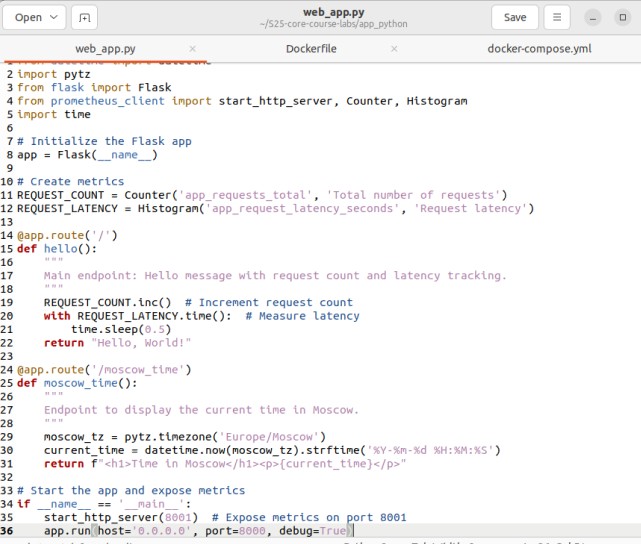 Open
web_app.py
~/S25-core-course-labs/app_python
Save
web_app.py
Dockerfile
docker-compose.yml
1 from datetime import datetime
2 import pytz
3 from flask import Flask
4 from prometheus_client import start_http_server, Counter, Histogram
5 import time
6
7 # Initialize the Flask app
8 app = Flask(__name__)
9
10 # Create metrics
11 REQUEST_COUNT = Counter('app_requests_total', 'Total number of requests')
12 REQUEST_LATENCY = Histogram('app_request_latency_seconds', 'Request latency')
13
14 @app.route('/')
15 def hello():
16     """
17     Main endpoint: Hello message with request count and latency tracking.
18     """
19     REQUEST_COUNT.inc()  # Increment request count
20     with REQUEST_LATENCY.time():  # Measure latency
21         time.sleep(0.5)
22     return "Hello, World!"
23
24 @app.route('/moscow_time')
25 def moscow_time():
26     """
27     Endpoint to display the current time in Moscow.
28     """
29     moscow_tz = pytz.timezone('Europe/Moscow')
30     current_time = datetime.now(moscow_tz).strftime('%Y-%m-%d %H:%M:%S')
31     return f"<h1>Time in Moscow</h1><p>{current_time}</p>"
32
33 # Start the app and expose metrics
34 if __name__ == '__main__':
35     start_http_server(8001)  # Expose metrics on port 8001
36     app.run(host='0.0.0.0', port=8000, debug=True)